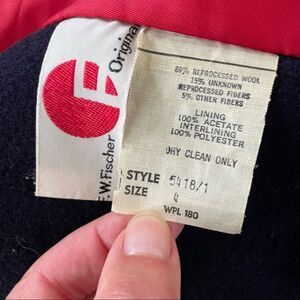 Original
F.W.Fischer
80% REPROCESSED WOOL
15% UNKNOWN
REPROCESSED FIBERS
5% OTHER FIBERS
LINING
100% ACETATE
INTERLINING
100% POLYESTER
DRY CLEAN ONLY
STYLE 5418/1
SIZE 4
WPL 180